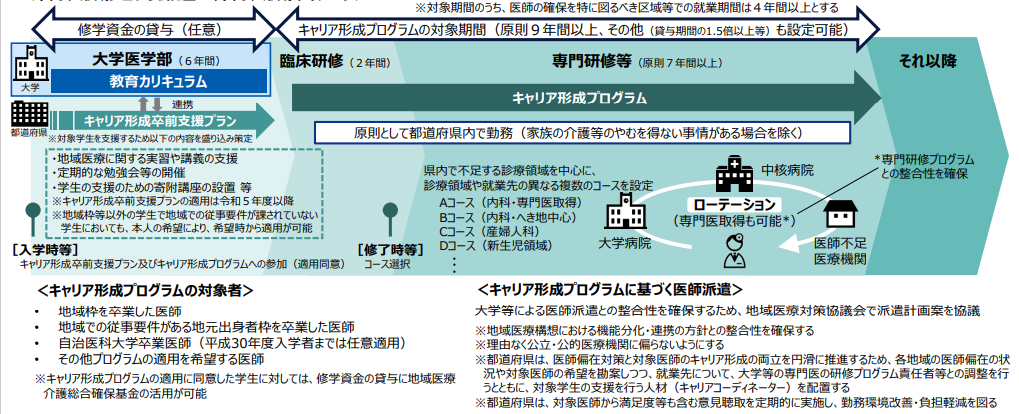 ※対象期間のうち、医師の確保を特に図るべき区域等での就業期間は4年間以上とする
修学資金の貸与（任意）
キャリア形成プログラムの対象期間（原則９年間以上、その他（貸与期間の1.5倍以上等）も設定可能）
大学医学部（６年間）
臨床研修（２年間）
専門研修等（原則７年間以上）
それ以降
大学
教育カリキュラム
連携
キャリア形成プログラム
都道府県
キャリア形成卒前支援プラン
※対象学生を支援するため以下の内容を盛り込み策定
原則として都道府県内で勤務（家族の介護等のやむを得ない事情がある場合を除く）
・地域医療に関する実習や講義の支援
・定期的な勉強会等の開催
・学生の支援のための寄附講座の設置 等
※キャリア形成卒前支援プランの適用は令和５年度以降
※地域枠等以外の学生で地域での従事要件が課されていない
学生においても、本人の希望により、希望時から適用が可能
県内で不足する診療領域を中心に、
診療領域や就業先の異なる複数のコースを設定
Aコース（内科・専門医取得）
Bコース（内科・へき地中心）
Cコース（産婦人科）
Dコース（新生児領域）
：
中核病院
＊専門研修プログラム
との整合性を確保
ローテーション
（専門医取得も可能*）
大学病院
医師不足
医療機関
[入学時等]
キャリア形成卒前支援プラン及びキャリア形成プログラムへの参加（適用同意）
[修了時等]
コース選択
＜キャリア形成プログラムの対象者＞
• 地域枠を卒業した医師
• 地域での従事要件がある地元出身者枠を卒業した医師
• 自治医科大学卒業医師（平成30年度入学者までは任意適用）
• その他プログラムの適用を希望する医師
※キャリア形成プログラムの適用に同意した学生に対しては、修学資金の貸与に地域医療
介護総合確保基金の活用が可能
＜キャリア形成プログラムに基づく医師派遣＞
大学等による医師派遣との整合性を確保するため、地域医療対策協議会で派遣計画案を協議
※地域医療構想における機能分化・連携の方針との整合性を確保する
※理由なく公立・公的医療機関に偏らないようにする
※都道府県は、医師偏在対策と対象医師のキャリア形成の両立を円滑に推進するため、各地域の医師偏在の状
況や対象医師の希望を勘案しつつ、就業先について、大学等の専門医の研修プログラム責任者等との調整を行
うとともに、対象学生の支援を行う人材（キャリアコーディネーター）を配置する
※都道府県は、対象医師から満足度等も含む意見聴取を定期的に実施し、勤務環境改善・負担軽減を図る